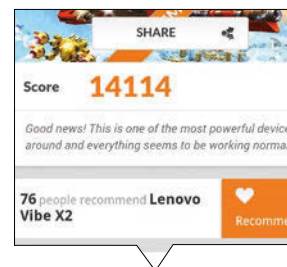 SHARE
Score 14114
Good news! This is one of the most powerful device
around and everything seems to be working norma
76 people recommend Lenovo
Vibe X2
Recomme